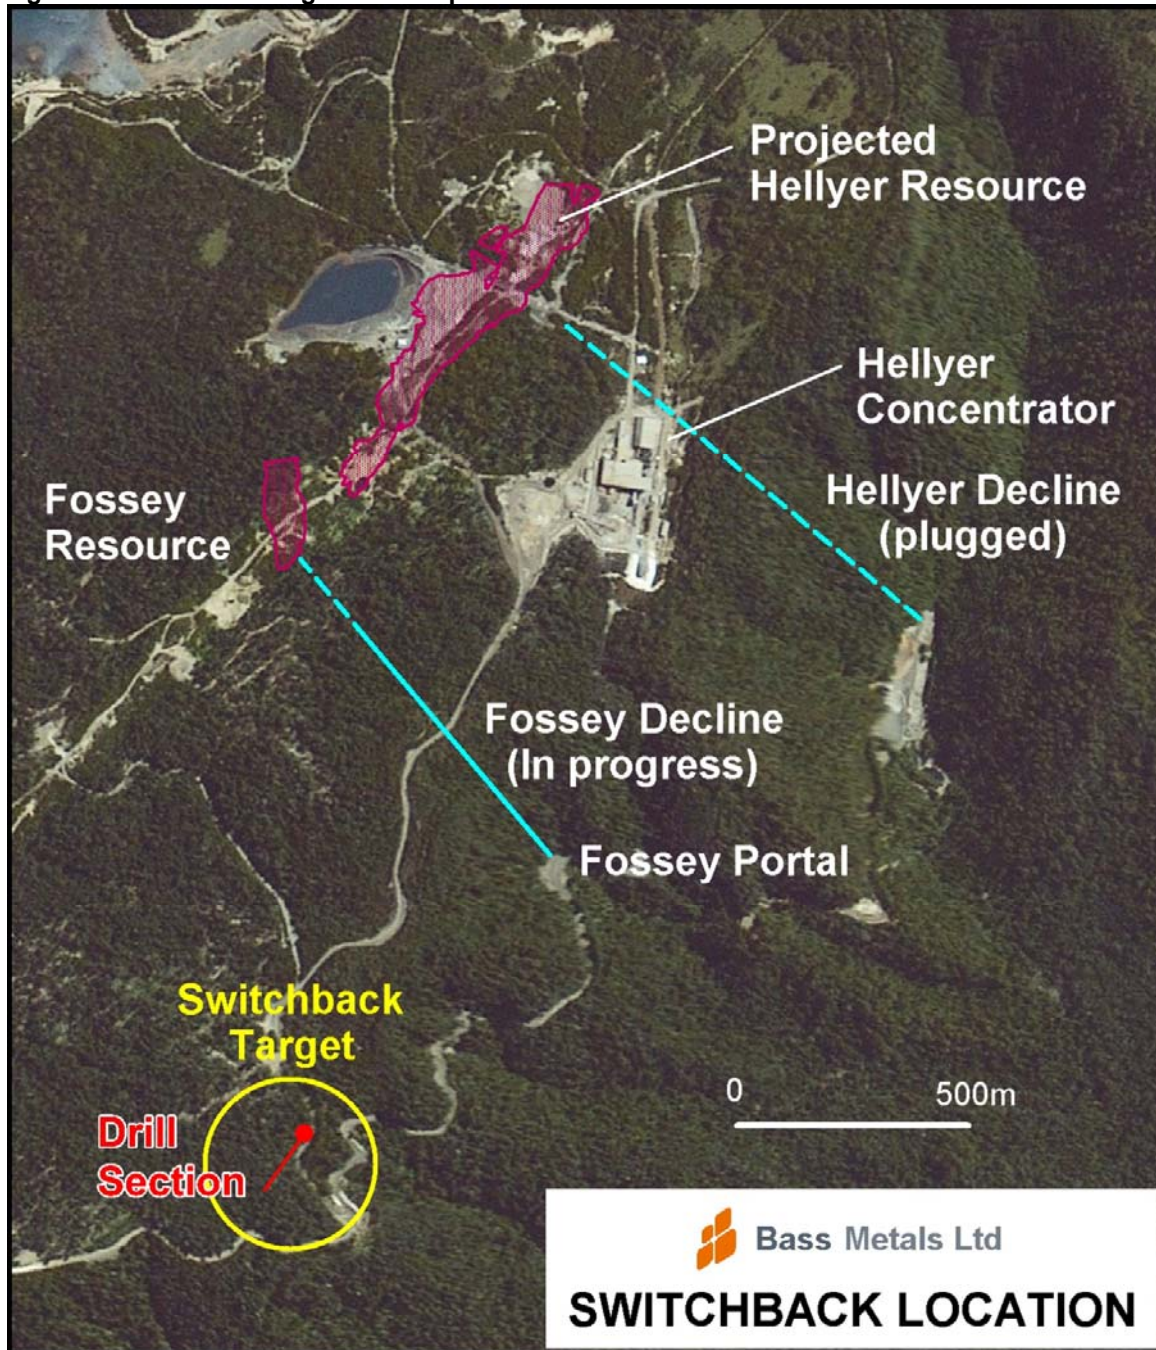 Projected
Hellyer Resource
Hellyer
Concentrator
Fossey
Resource
Hellyer Decline
(plugged)
Fossey Decline
(In progress)
Fossey Portal
Switchback
Target
0 500m
Drill
Section
Bass Metals Ltd
SWITCHBACK LOCATION